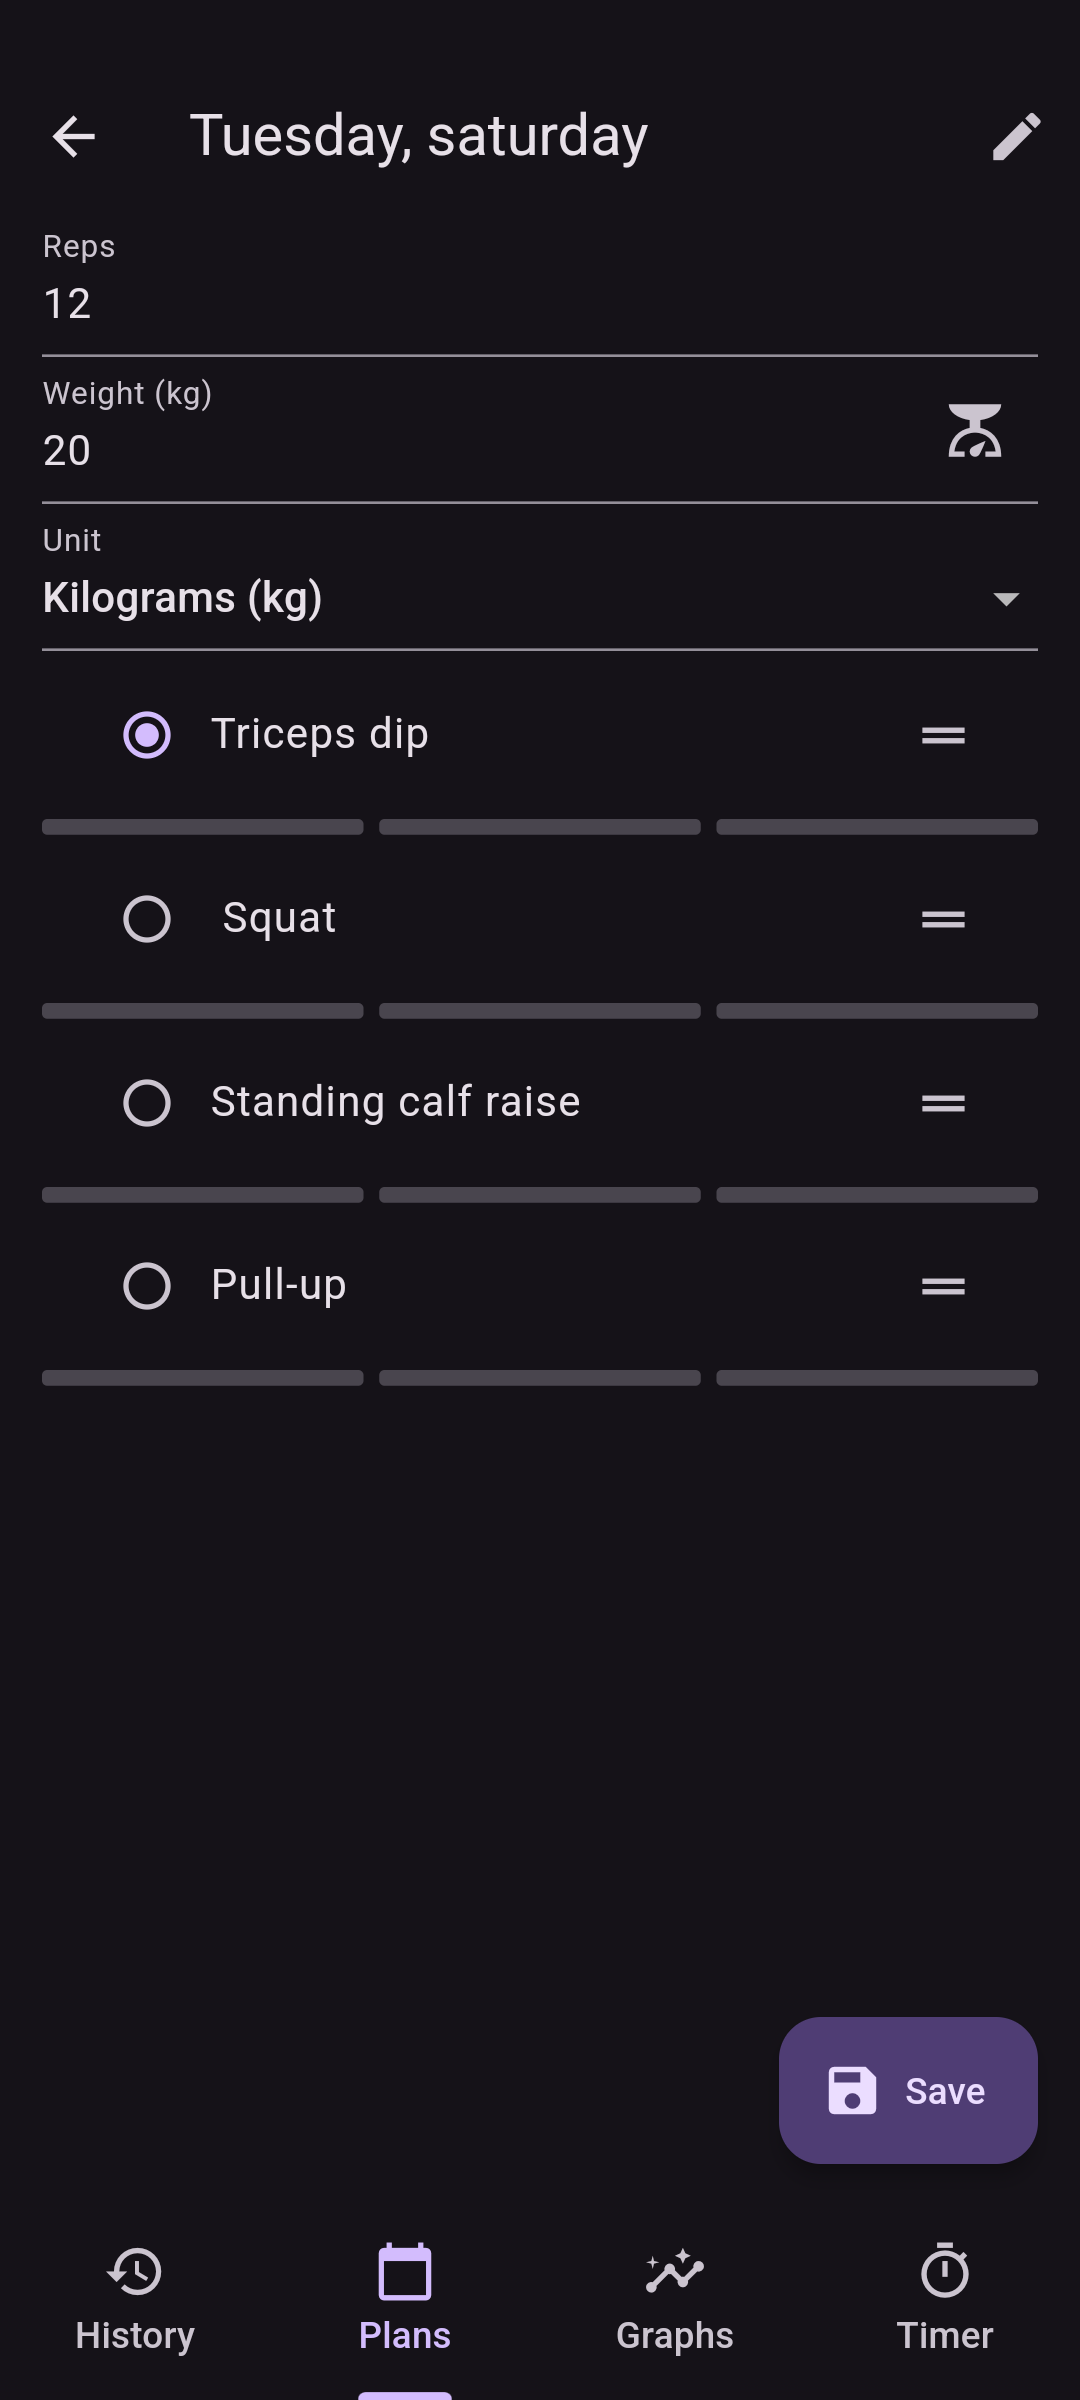 Tuesday, saturday
Reps
12
Weight (kg)
20
Unit
Kilograms (kg)
Triceps dip
Squat
Standing calf raise
Pull-up
Save
History
Plans
Graphs
Timer